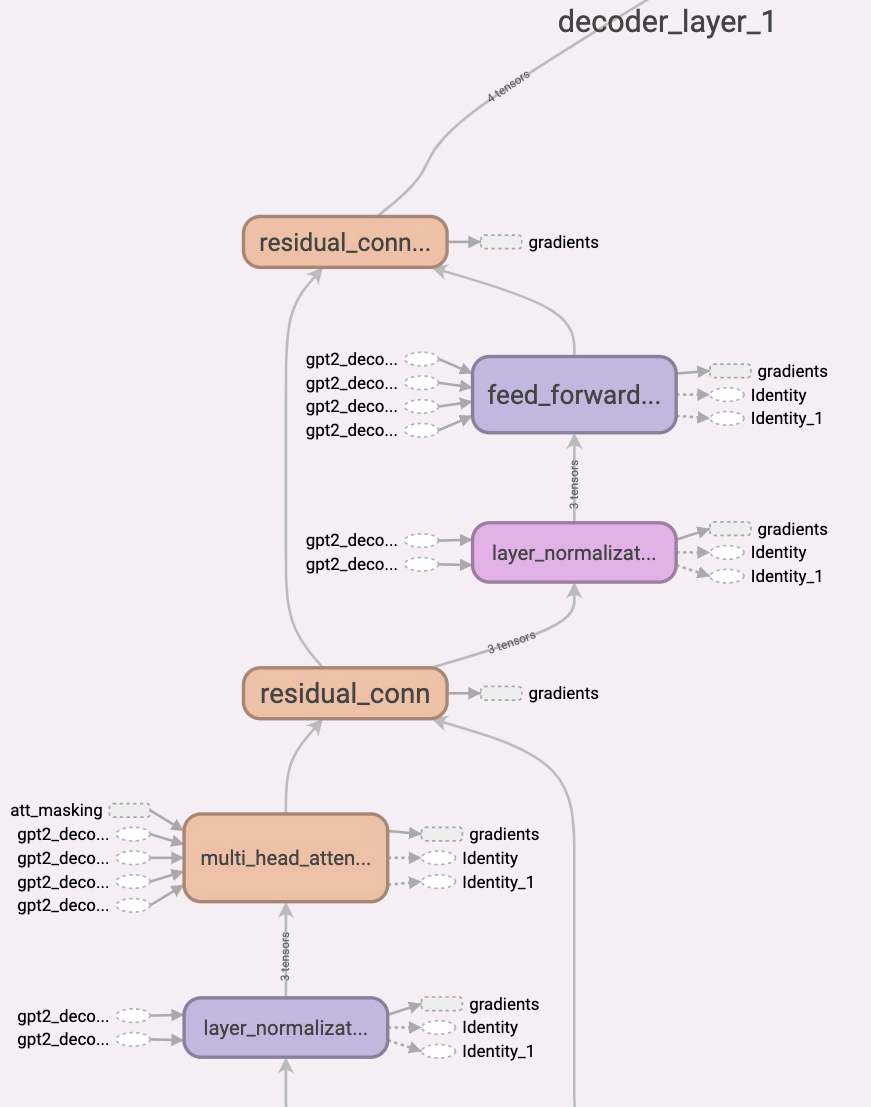 decoder_layer_1
4 tensors
residual_conn...
gradients
gpt2_deco...
gpt2_deco...
gpt2_deco...
gpt2_deco...
feed_forward...
gradients
Identity
Identity_1
3 tensors
gpt2_deco...
gpt2_deco...
layer_normalizat...
gradients
Identity
Identity_1
3 tensors
residual_conn
gradients
att_masking
gpt2_deco...
gpt2_deco...
gpt2_deco...
gpt2_deco...
multi_head_atten...
gradients
Identity
Identity_1
3 tensors
gpt2_deco...
gpt2_deco...
layer_normalizat...
gradients
Identity
Identity_1